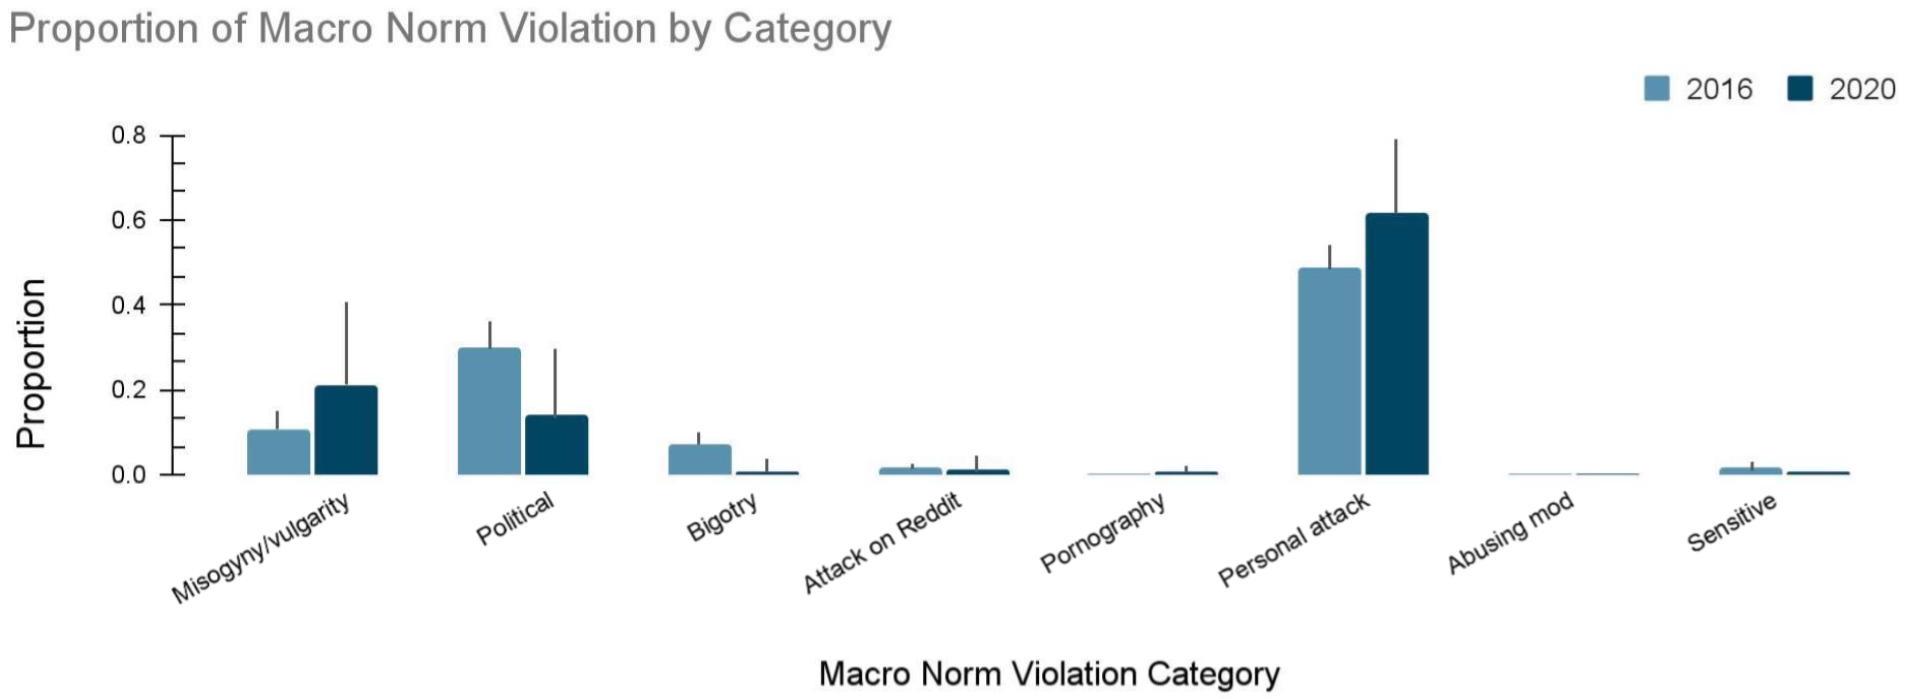 Proportion of Macro Norm Violation by Category
2016
2020
0.8
0.6
0.4
0.2
0.0
Proportion
Misogyny/vulgarity
Political
Bigotry
Attack on Reddit
Pornography
Personal attack
Abusing mod
Sensitive
Macro Norm Violation Category